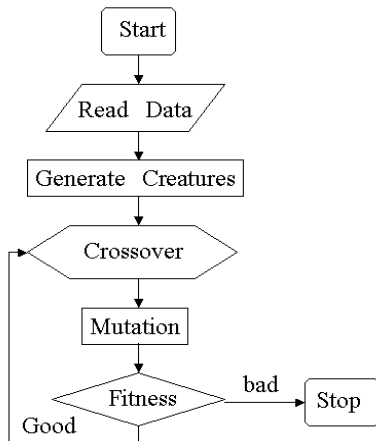 Start
Read Data
Generate Creatures
Crossover
Mutation
Fitness
bad
Stop
Good